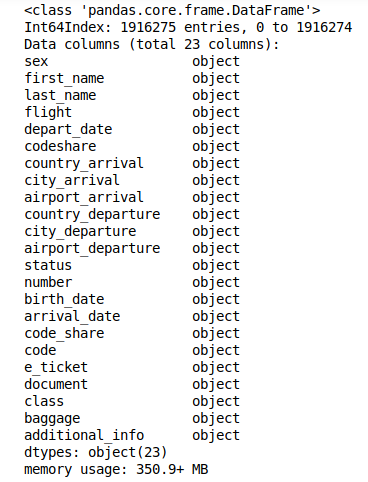 <class 'pandas.core.frame.DataFrame'>
Int64Index: 1916275 entries, 0 to 1916274
Data columns (total 23 columns):
sex                  object
first_name           object
last_name            object
flight               object
depart_date          object
codeshare            object
country_arrival      object
city_arrival         object
airport_arrival      object
country_departure    object
city_departure       object
airport_departure    object
status               object
number               object
birth_date           object
arrival_date         object
code_share           object
code                 object
e_ticket             object
document             object
class                object
baggage              object
additional_info      object
dtypes: object(23)
memory usage: 350.9+ MB